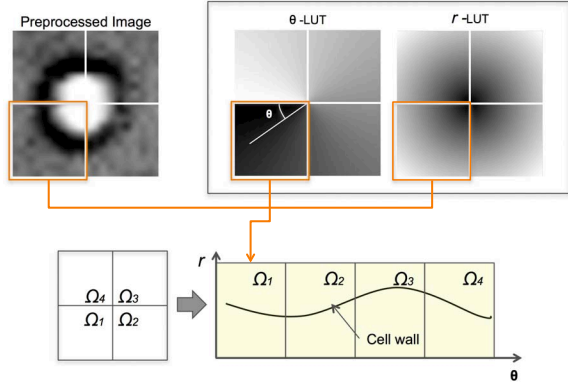 Preprocessed Image
θ -LUT
r -LUT
θ
r
Ω4 Ω3
Ω1 Ω2
Ω1 Ω2 Ω3 Ω4
Cell wall
θ